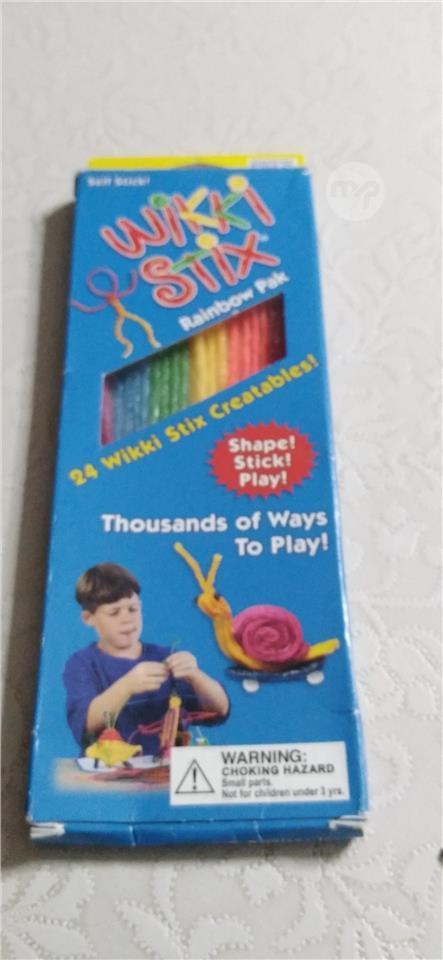 Self Stick!
WiKKi
STiX™
Rainbow Pak
24 Wikki Stix Creatables!
Shape!
Stick!
Play!
Thousands of Ways
To Play!
WARNING:
CHOKING HAZARD
Small parts.
Not for children under 3 yrs.